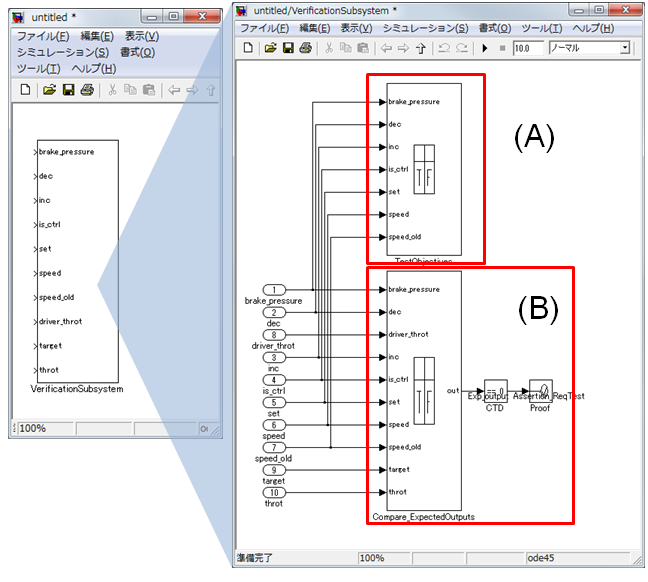 untitled *
ファイル(F) 編集(E) 表示(V)
シミュレーション(S) 書式(O)
ツール(T) ヘルプ(H)
brake_pressure
dec
inc
is_ctrl
set
speed
speed_old
driver_throt
target
throt
VerificationSubsystem
100%
untitled/VerificationSubsystem *
ファイル(F) 編集(E) 表示(V) シミュレーション(S) 書式(O) ツール(T) ヘルプ(H)
10.0 ノーマル
brake_pressure
dec
inc
is_ctrl
set
speed
speed_old
T F
TestObjectives
(A)
1
brake_pressure
2
dec
8
driver_throt
3
inc
4
is_ctrl
5
set
6
speed
7
speed_old
9
target
10
throt
brake_pressure
dec
driver_throt
inc
is_ctrl
set
speed
speed_old
target
throt
T F
out
Compare_ExpectedOutputs
(B)
== 0
Exp_output
CTD
Assertion_ReqTest
Proof
準備完了 100% ode45